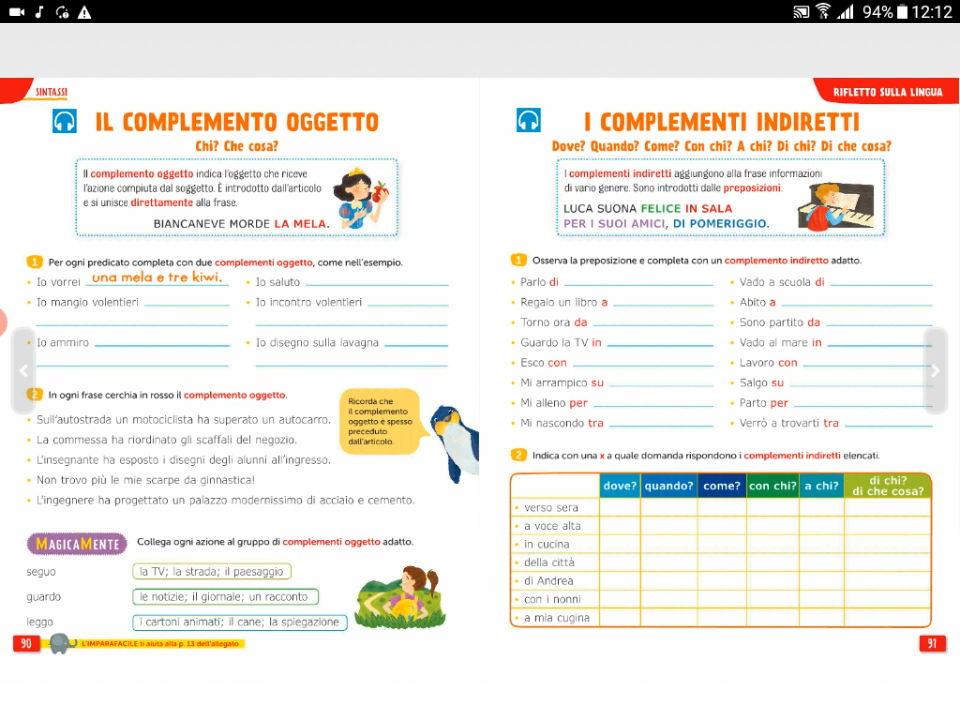 94% 12:12
SINTASSI
IL COMPLEMENTO OGGETTO
Chi? Che cosa?
Il complemento oggetto indica l'oggetto che riceve
l'azione compiuta dal soggetto. È introdotto dall'articolo
e si unisce direttamente alla frase.
BIANCANEVE MORDE LA MELA.
1 Per ogni predicato completa con due complementi oggetto, come nell'esempio.
• Io vorrei una mela e tre kiwi.
• Io saluto
• Io mangio volentieri
• Io incontro volentieri
• Io ammiro
• Io disegno sulla lavagna
2 In ogni frase cerchia in rosso il complemento oggetto.
• Sull'autostrada un motociclista ha superato un autocarro.
• La commessa ha riordinato gli scaffali del negozio.
• L'insegnante ha esposto i disegni degli alunni all'ingresso.
• Non trovo più le mie scarpe da ginnastica!
• L'ingegnere ha progettato un palazzo modernissimo di acciaio e cemento.
Ricorda che
il complemento
oggetto è spesso
preceduto
dall'articolo.
MAGICAMENTE Collega ogni azione al gruppo di complementi oggetto adatto.
seguo la TV; la strada; il paesaggio
guardo le notizie; il giornale; un racconto
leggo i cartoni animati; il cane; la spiegazione
90 L'IMPARAFACILE ti aiuta alla p. 13 dell'allegato
RIFLETTO SULLA LINGUA
I COMPLEMENTI INDIRETTI
Dove? Quando? Come? Con chi? A chi? Di chi? Di che cosa?
I complementi indiretti aggiungono alla frase informazioni
di vario genere. Sono introdotti dalle preposizioni.
LUCA SUONA FELICE IN SALA
PER I SUOI AMICI, DI POMERIGGIO.
1 Osserva la preposizione e completa con un complemento indiretto adatto.
• Parlo di
• Vado a scuola di
• Regalo un libro a
• Abito a
• Torno ora da
• Sono partito da
• Guardo la TV in
• Vado al mare in
• Esco con
• Lavoro con
• Mi arrampico su
• Salgo su
• Mi alleno per
• Parto per
• Mi nascondo tra
• Verrò a trovarti tra
2 Indica con una x a quale domanda rispondono i complementi indiretti elencati.
dove? quando? come? con chi? a chi? di chi?
di che cosa?
• verso sera
• a voce alta
• in cucina
• della città
• di Andrea
• con i nonni
• a mia cugina
91